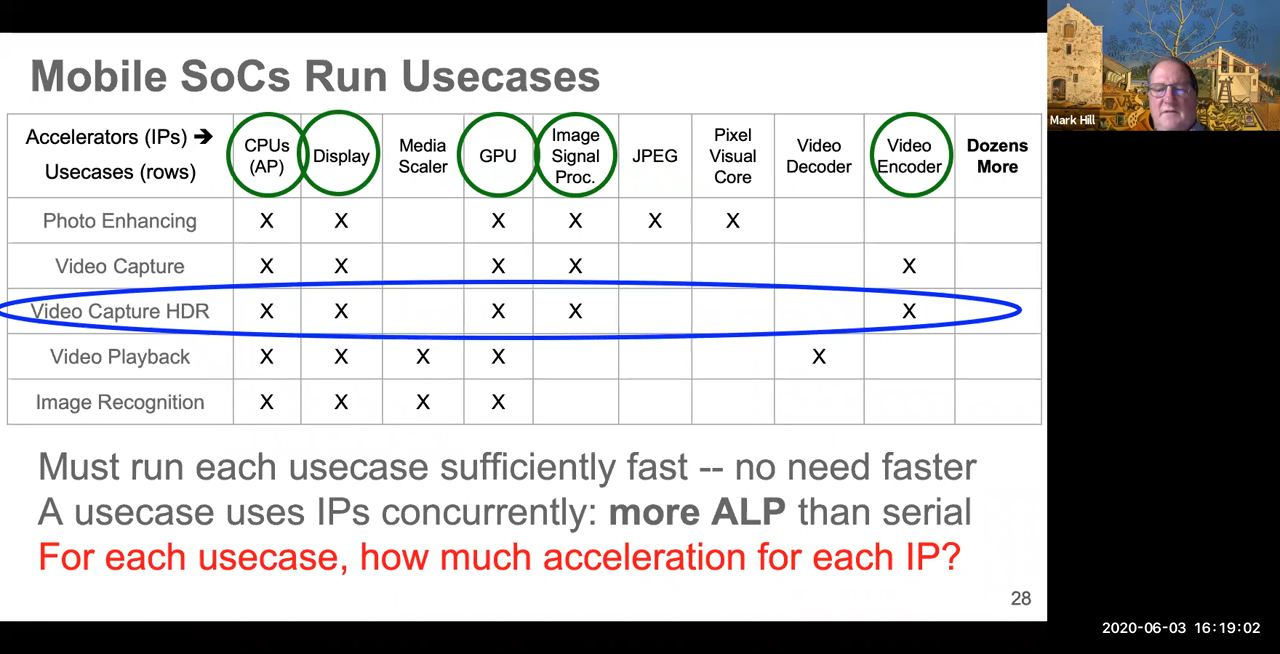 Mobile SoCs Run Usecases
Accelerators (IPs) ➔
Usecases (rows)
CPUs
(AP)
Display
Media
Scaler
GPU
Image
Signal
Proc.
JPEG
Pixel
Visual
Core
Video
Decoder
Video
Encoder
Dozens
More
Photo Enhancing X X X X X X
Video Capture X X X X X
Video Capture HDR X X X X X
Video Playback X X X X X
Image Recognition X X X X
Must run each usecase sufficiently fast -- no need faster
A usecase uses IPs concurrently: more ALP than serial
For each usecase, how much acceleration for each IP?
28
Mark Hill
2020-06-03 16:19:02